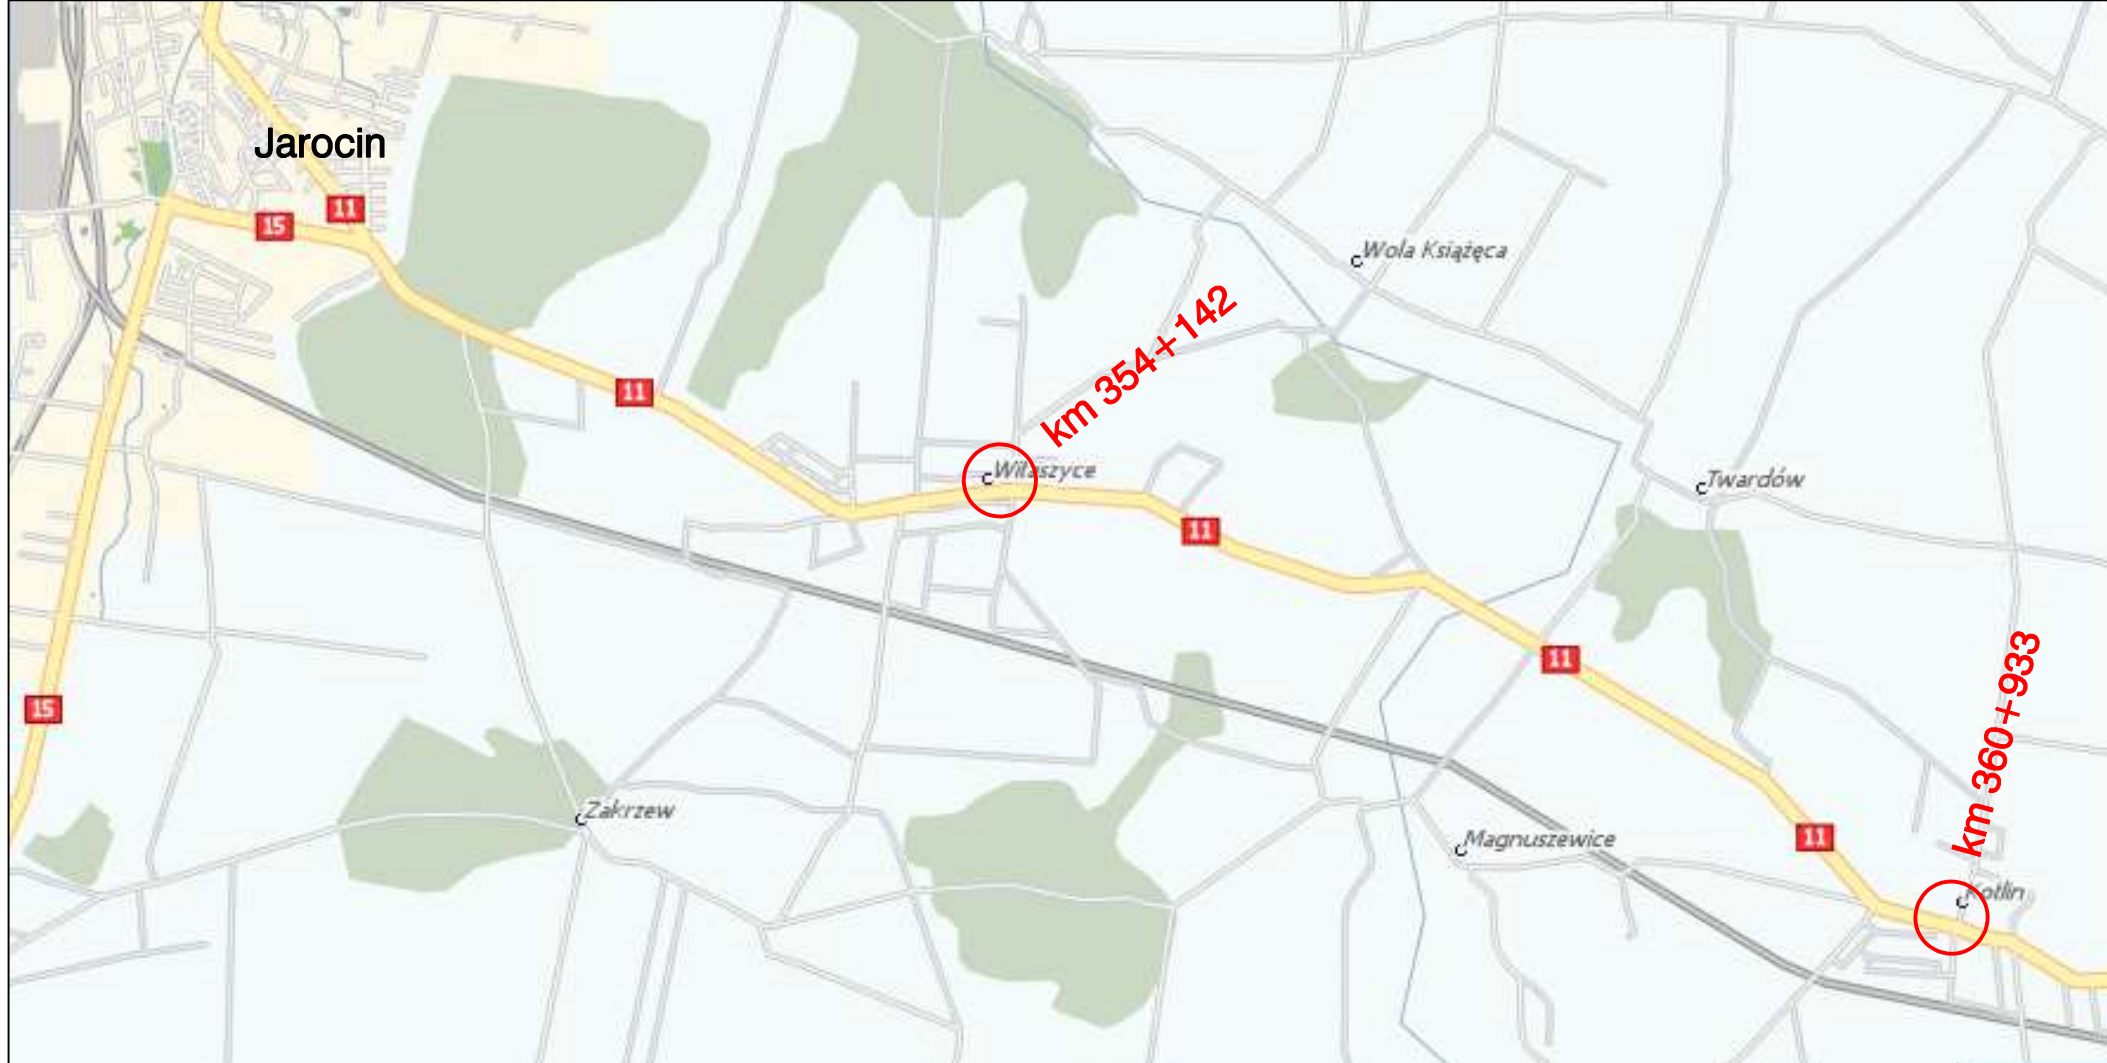 Jarocin
11
15
Wola Książęca
km 354+142
11
Witaszyce
Twardów
11
11
km 360+933
15
Zakrzew
Magnuszewice
11
Kotlin